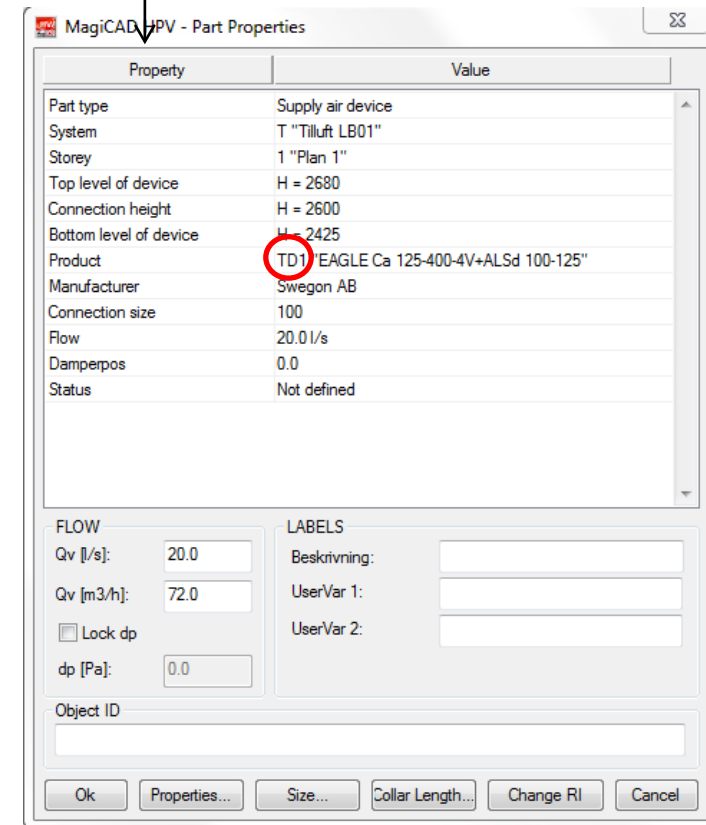 MagiCAD HPV - Part Properties
Property Value
Part type Supply air device
System T "Tilluft LB01"
Storey 1 "Plan 1"
Top level of device H = 2680
Connection height H = 2600
Bottom level of device H = 2425
Product TD1 "EAGLE Ca 125-400-4V+ALSd 100-125"
Manufacturer Swegon AB
Connection size 100
Flow 20.0 l/s
Damperpos 0.0
Status Not defined
FLOW LABELS
Qv [l/s]: 20.0 Beskrivning:
Qv [m3/h]: 72.0 UserVar 1:
Lock dp UserVar 2:
dp [Pa]: 0.0
Object ID
Ok Properties... Size... Collar Length... Change RI Cancel